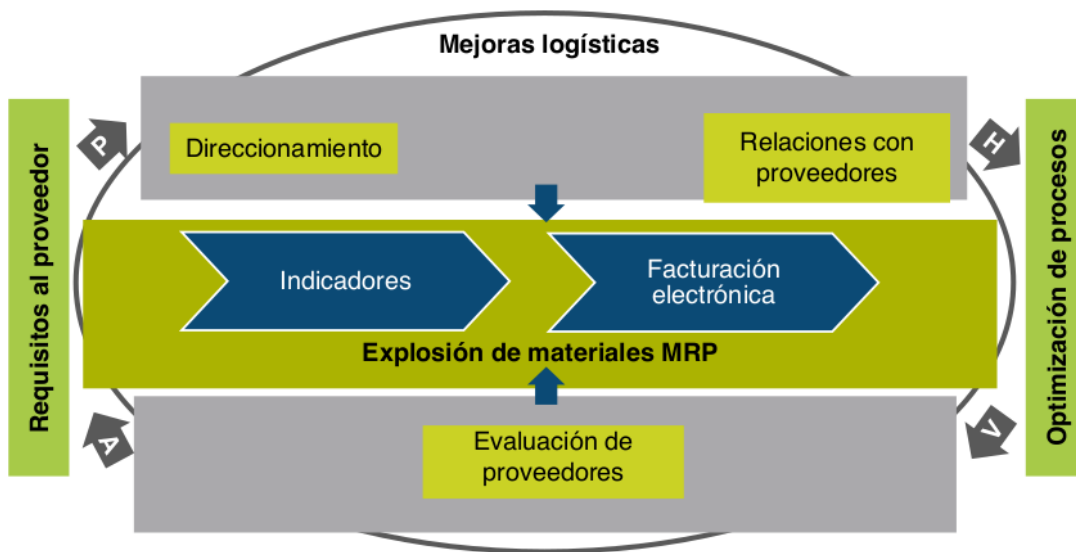 Mejoras logísticas
Requisitos al proveedor
P
H
Optimización de procesos
Direccionamiento
Relaciones con
proveedores
Indicadores
Facturación
electrónica
Explosión de materiales MRP
A
V
Evaluación de
proveedores